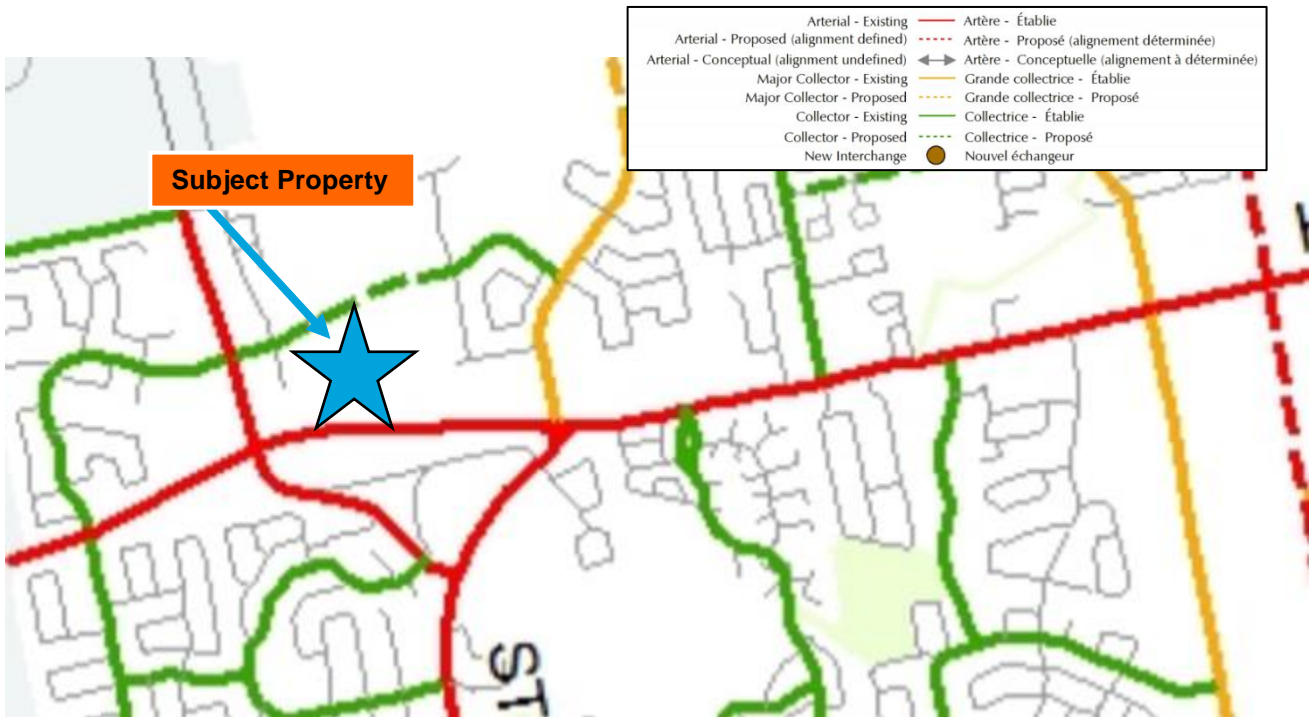 Arterial - Existing Artère - Établie
Arterial - Proposed (alignment defined) Artère - Proposé (alignement déterminée)
Arterial - Conceptual (alignment undefined) Artère - Conceptuelle (alignement à déterminée)
Major Collector - Existing Grande collectrice - Établie
Major Collector - Proposed Grande collectrice - Proposé
Collector - Existing Collectrice - Établie
Collector - Proposed Collectrice - Proposé
New Interchange Nouvel échangeur
Subject Property
ST